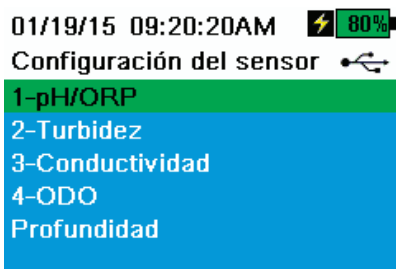 01/19/15 09:20:20AM 80%
Configuración del sensor
1-pH/ORP
2-Turbidez
3-Conductividad
4-ODO
Profundidad